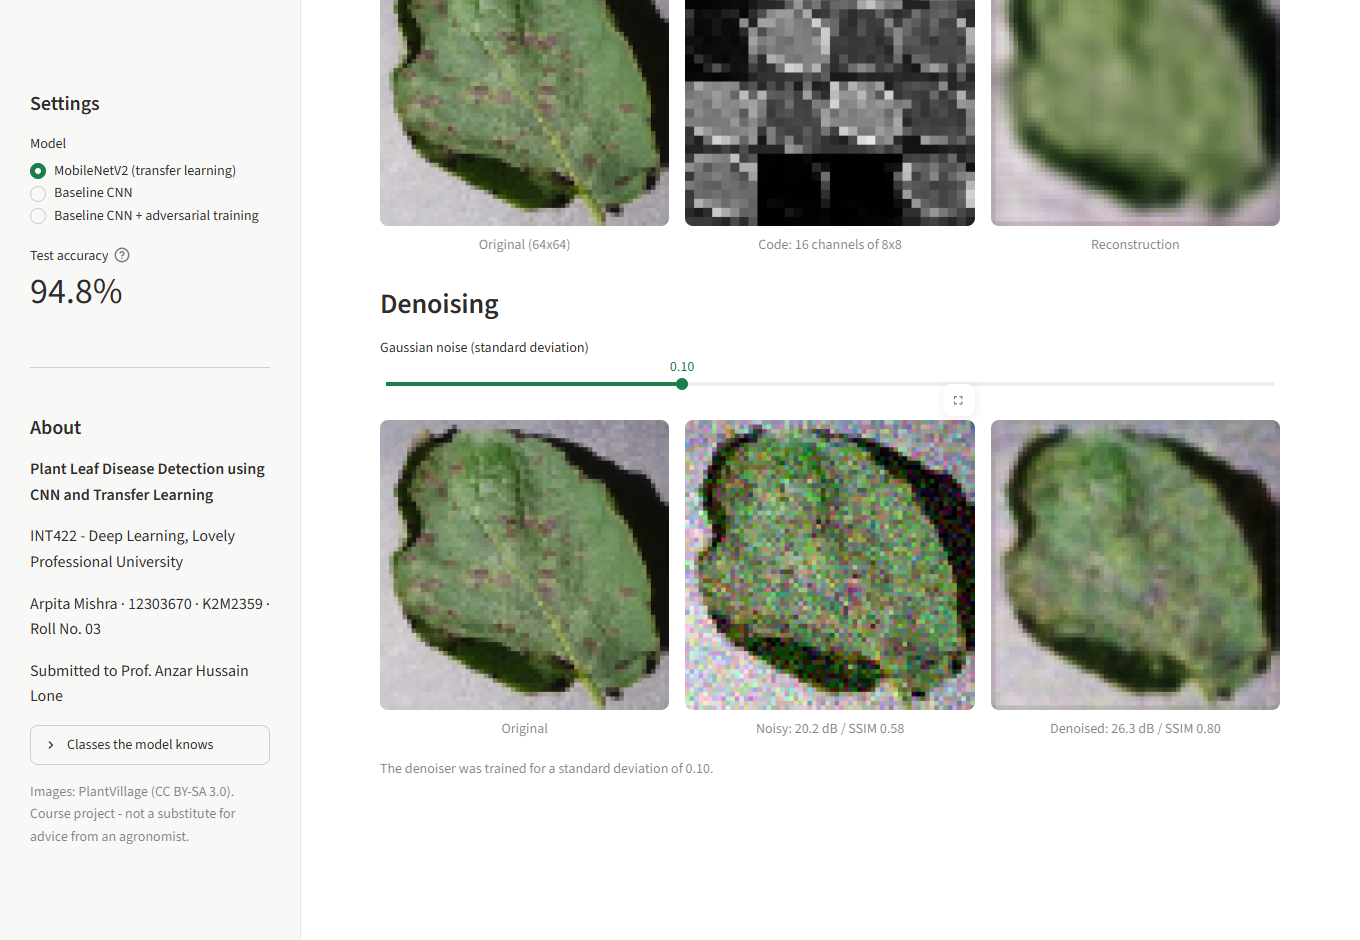 Settings
Model
MobileNetV2 (transfer learning)
Baseline CNN
Baseline CNN + adversarial training
Test accuracy
94.8%
About
Plant Leaf Disease Detection using
CNN and Transfer Learning
INT422 - Deep Learning, Lovely
Professional University
Arpita Mishra · 12303670 · K2M2359 ·
Roll No. 03
Submitted to Prof. Anzar Hussain
Lone
Classes the model knows
Images: PlantVillage (CC BY-SA 3.0).
Course project - not a substitute for
advice from an agronomist.
Original (64x64)
Code: 16 channels of 8x8
Reconstruction
Denoising
Gaussian noise (standard deviation)
0.10
Original
Noisy: 20.2 dB / SSIM 0.58
Denoised: 26.3 dB / SSIM 0.80
The denoiser was trained for a standard deviation of 0.10.